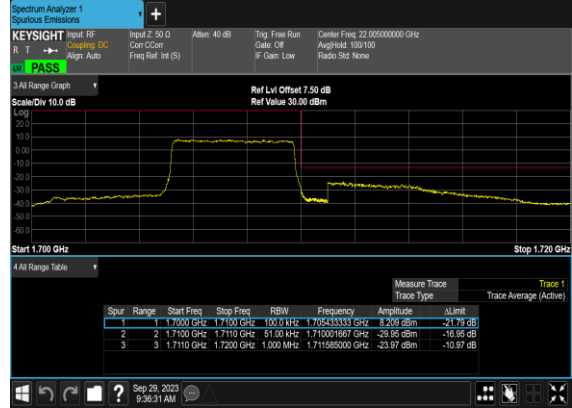 Spectrum Analyzer 1
Spurious Emissions
KEYSIGHT Input: RF Input Z: 50 Ω Atten: 40 dB Trig: Free Run Center Freq: 22.005000000 GHz
R T Coupling: DC Corr CCorr Gate: Off Avg|Hold: 100/100
Align: Auto Freq Ref: Int (S) IF Gain: Low Radio Std: None
PASS
3 All Range Graph
Ref Lvl Offset 7.50 dB
Scale/Div 10.0 dB Ref Value 30.00 dBm
Log
20.0
10.0
0.00
-10.0
-20.0
-30.0
-40.0
-50.0
-60.0
Start 1.700 GHz Stop 1.720 GHz
4 All Range Table
Measure Trace Trace 1
Trace Type Trace Average (Active)
Spur Range Start Freq Stop Freq RBW Frequency Amplitude ΔLimit
1 1 1.7000 GHz 1.7100 GHz 100.0 kHz 1.705433333 GHz 8.209 dBm -21.79 dB
2 2 1.7100 GHz 1.7110 GHz 51.00 kHz 1.710001667 GHz -29.95 dBm -16.95 dB
3 3 1.7110 GHz 1.7200 GHz 1.000 MHz 1.711585000 GHz -23.97 dBm -10.97 dB
? Sep 29, 2023
9:36:31 AM